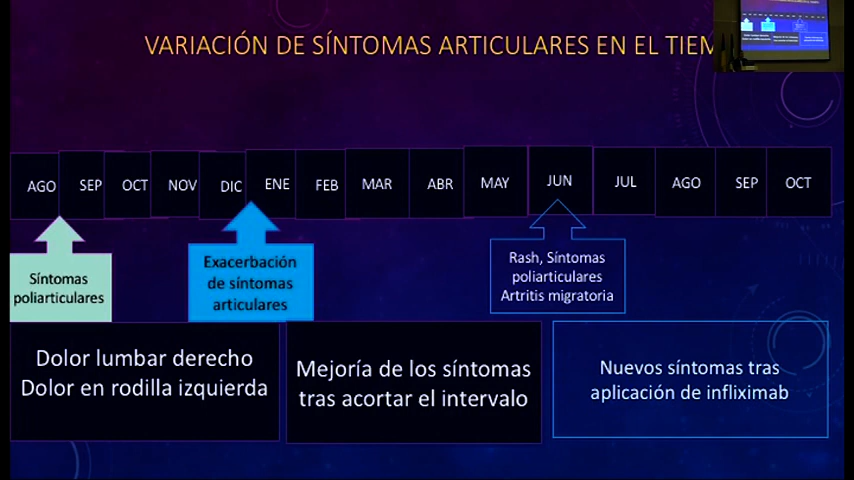 VARIACIÓN DE SÍNTOMAS ARTICULARES EN EL
AGO SEP OCT NOV DIC ENE FEB MAR ABR MAY JUN JUL AGO SEP OCT
Síntomas
poliarticulares
Exacerbación
de síntomas
articulares
Rash, Síntomas
poliarticulares
Artritis migratoria
Dolor lumbar derecho
Dolor en rodilla izquierda
Mejoría de los síntomas
tras acortar el intervalo
Nuevos síntomas tras
aplicación de infliximab